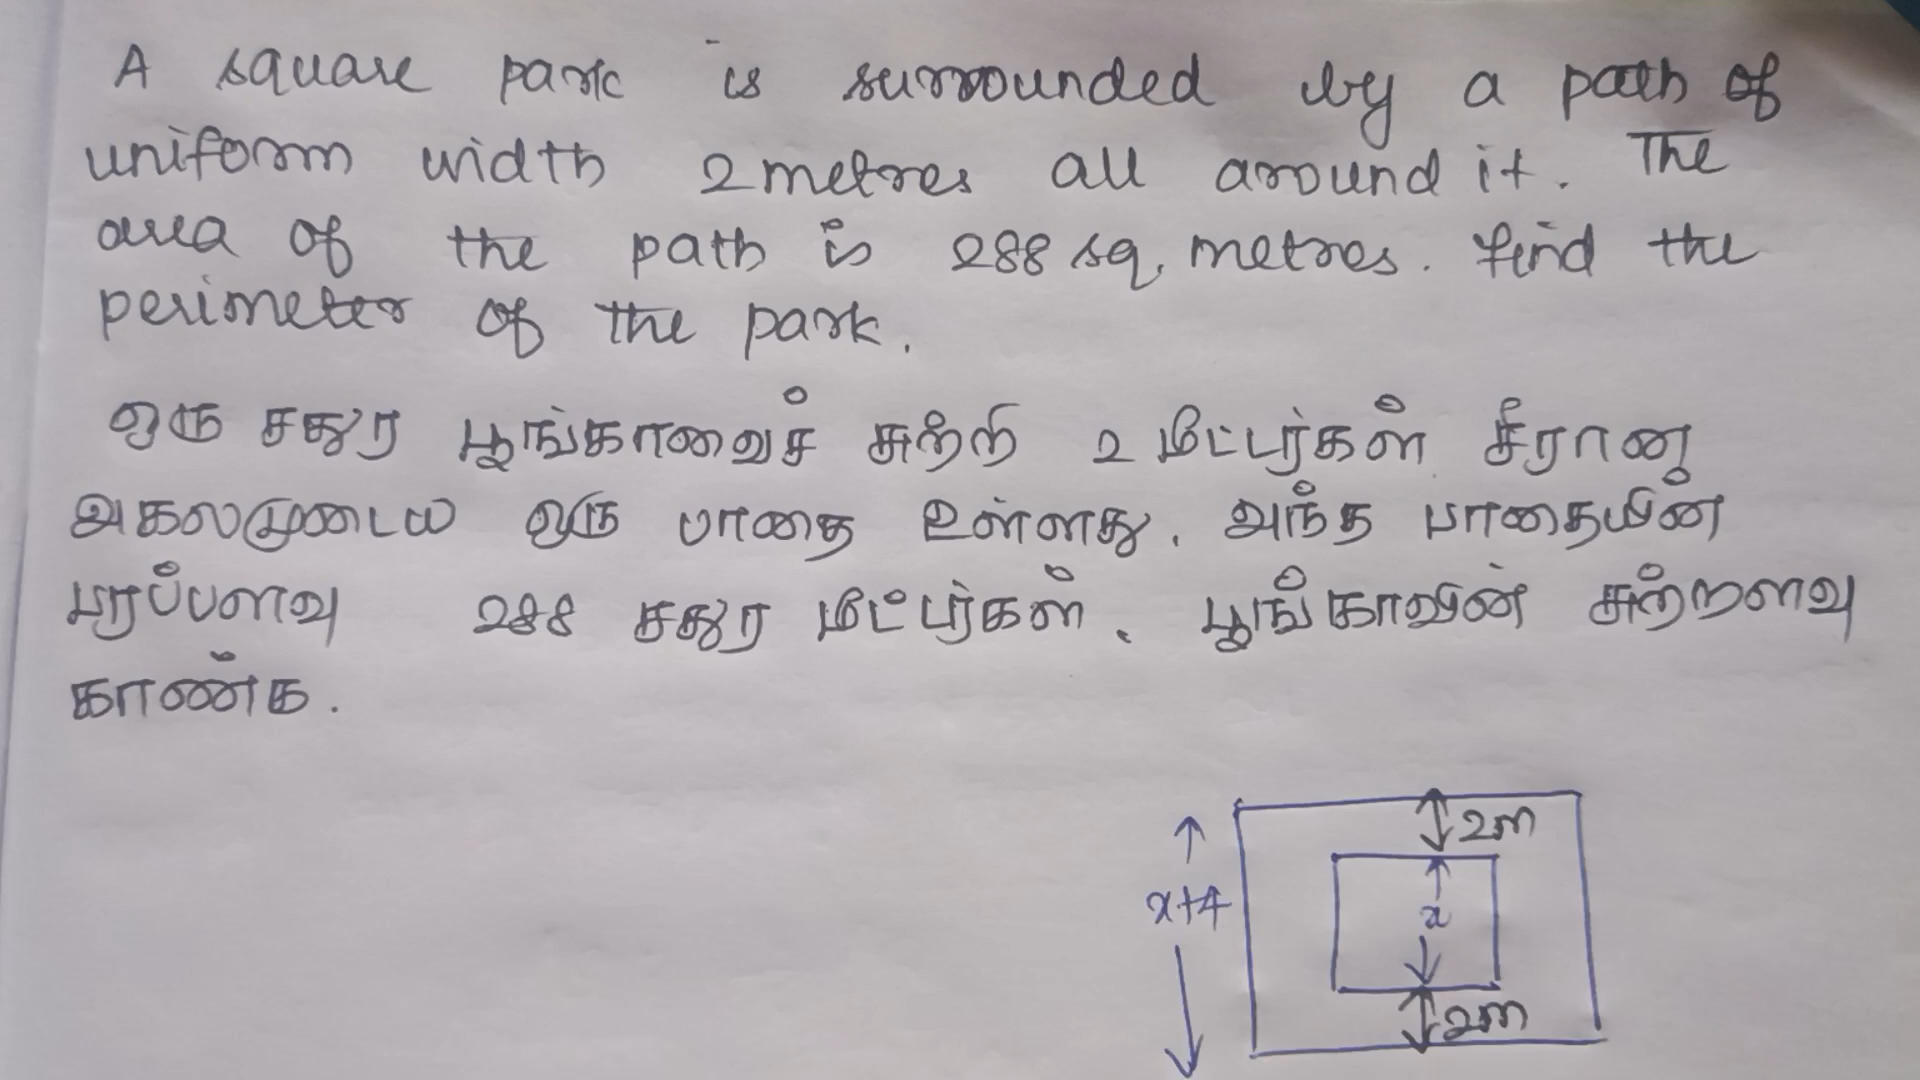 A square park is surrounded by a path of
uniform width 2 metres all around it. The
area of the path is 288 sq. metres. find the
perimeter of the park.
ஒரு சதுர பூங்காவைச் சுற்றி 2 மீட்டர்கள் சீரான
அகலமுடைய ஒரு பாதை உள்ளது. அந்த பாதையின்
பரப்பளவு 288 சதுர மீட்டர்கள். பூங்காவின் சுற்றளவு
காண்க.
2m
x+4
x
2m